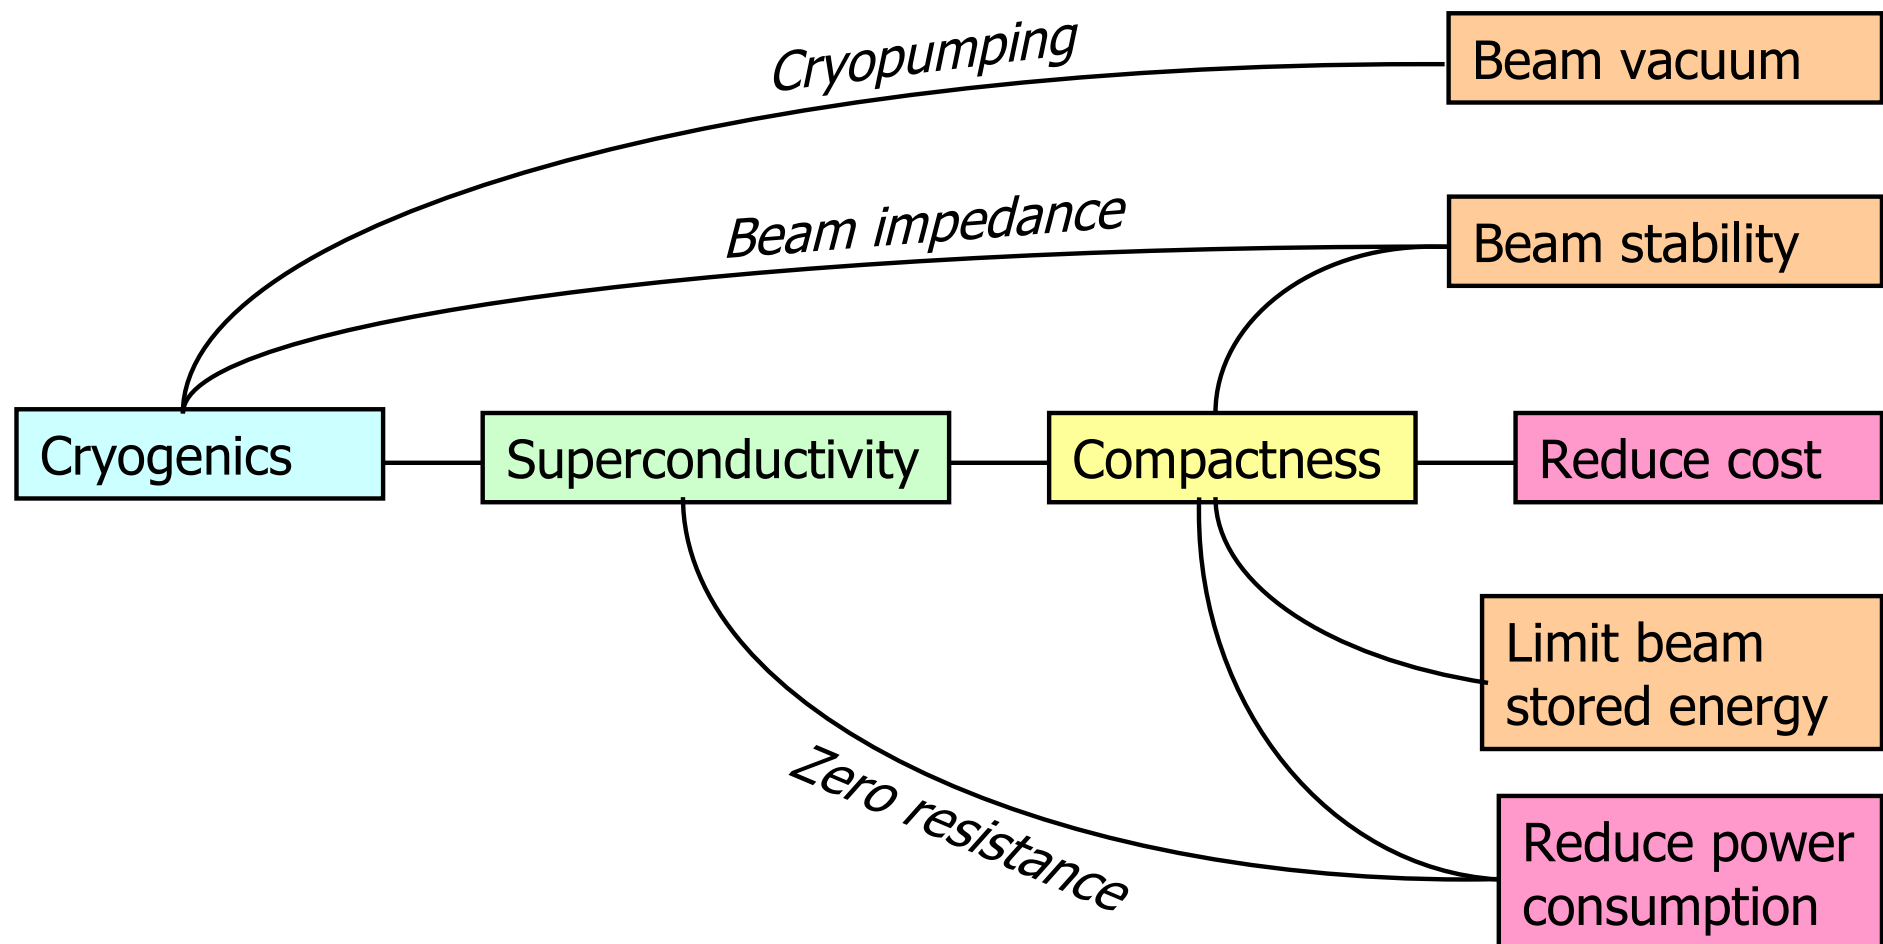 Cryopumping
Beam vacuum
Beam impedance
Beam stability
Cryogenics
Superconductivity
Compactness
Reduce cost
Limit beam
stored energy
Zero resistance
Reduce power
consumption